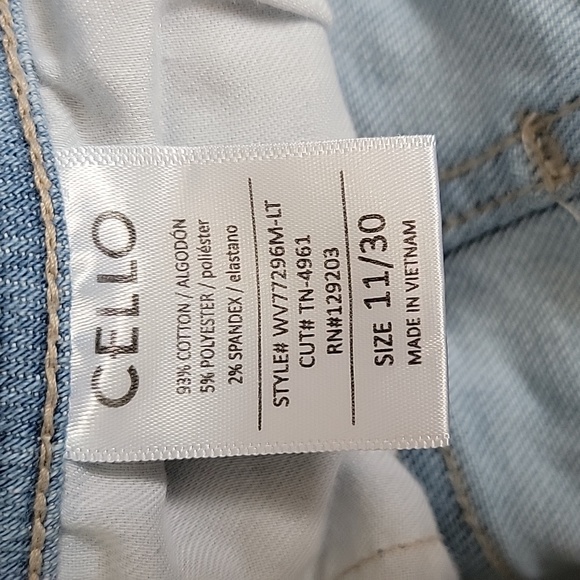 CELLO
93% COTTON / ALGODÓN
5% POLYESTER / poliéster
2% SPANDEX / elastano
STYLE# WV77296M-LT
CUT# TN-4961
RN#129203
SIZE 11/30
MADE IN VIETNAM